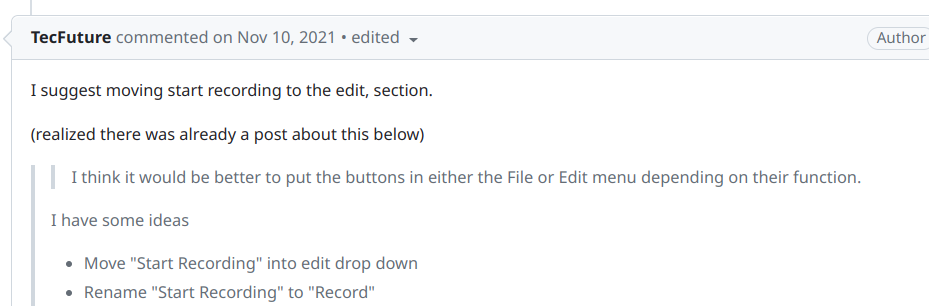 TecFuture commented on Nov 10, 2021 • edited
Author
I suggest moving start recording to the edit, section.
(realized there was already a post about this below)
I think it would be better to put the buttons in either the File or Edit menu depending on their function.
I have some ideas
• Move "Start Recording" into edit drop down
• Rename "Start Recording" to "Record"